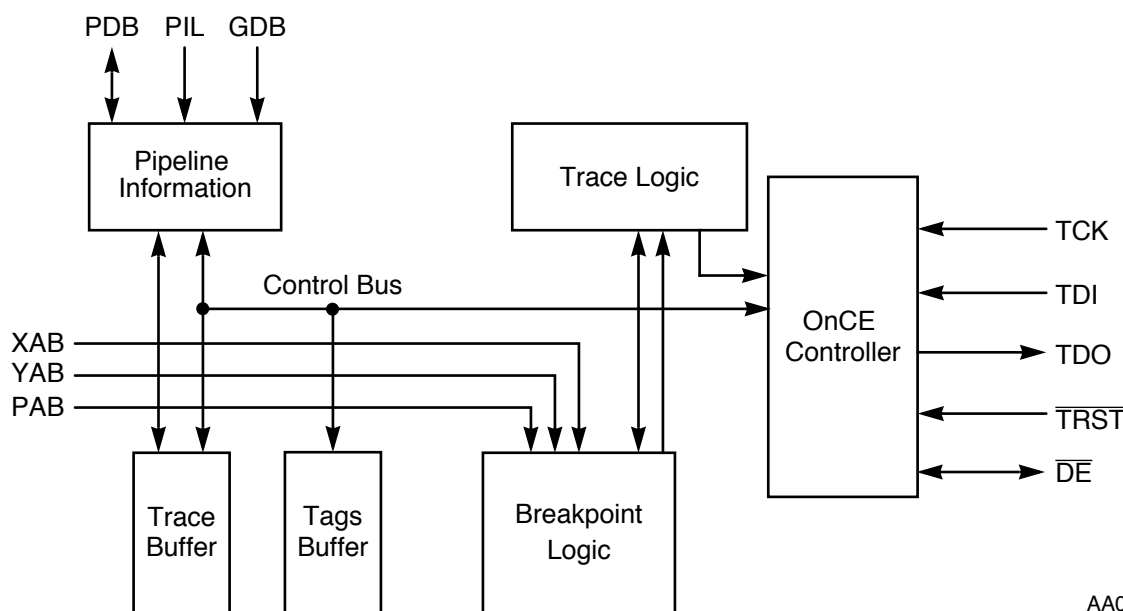 PDB PIL GDB
Pipeline
Information
Trace Logic
TCK
Control Bus
TDI
OnCE
Controller
XAB
TDO
YAB
PAB
TRST
DE
Trace
Buffer
Tags
Buffer
Breakpoint
Logic
AA0